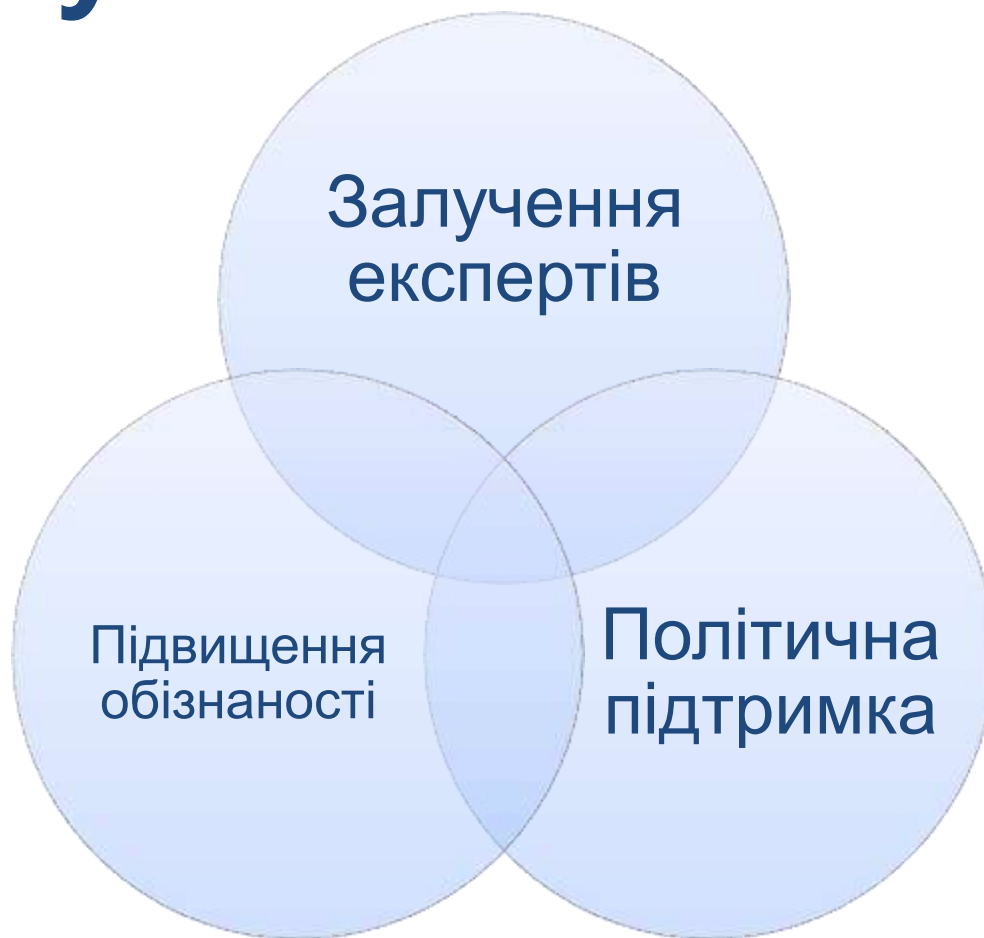 Залучення
експертів
Підвищення
обізнаності
Політична
підтримка